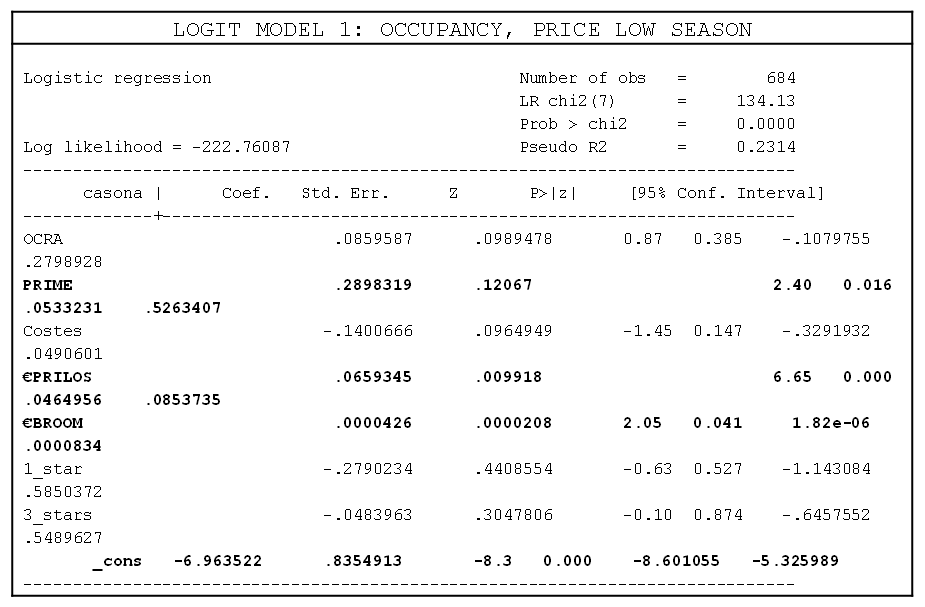 LOGIT MODEL 1: OCCUPANCY, PRICE LOW SEASON
Logistic regression Number of obs = 684
LR chi2(7) = 134.13
Prob > chi2 = 0.0000
Log likelihood = -222.76087 Pseudo R2 = 0.2314
------------------------------------------------------------------------------
casona | Coef. Std. Err. Z P>|z| [95% Conf. Interval]
-------------+----------------------------------------------------------------
OCRA .0859587 .0989478 0.87 0.385 -.1079755
.2798928
PRIME .2898319 .12067 2.40 0.016
.0533231 .5263407
Costes -.1400666 .0964949 -1.45 0.147 -.3291932
.0490601
€PRILOS .0659345 .009918 6.65 0.000
.0464956 .0853735
€BROOM .0000426 .0000208 2.05 0.041 1.82e-06
.0000834
1_star -.2790234 .4408554 -0.63 0.527 -1.143084
.5850372
3_stars -.0483963 .3047806 -0.10 0.874 -.6457552
.5489627
_cons -6.963522 .8354913 -8.3 0.000 -8.601055 -5.325989
------------------------------------------------------------------------------